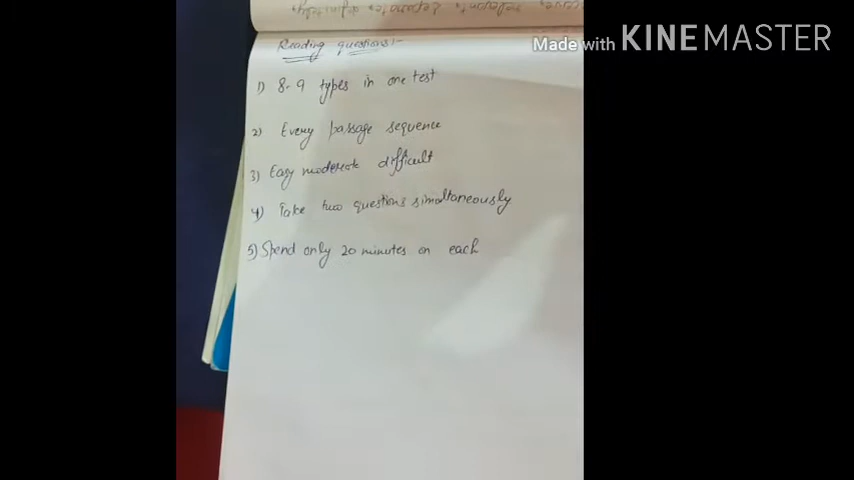 Made with KINEMASTER
Reading questions:-
1) 8-9 types in one test
2) Every passage sequence
3) Easy moderate difficult
4) Take two questions simultaneously
5) Spend only 20 minutes on each